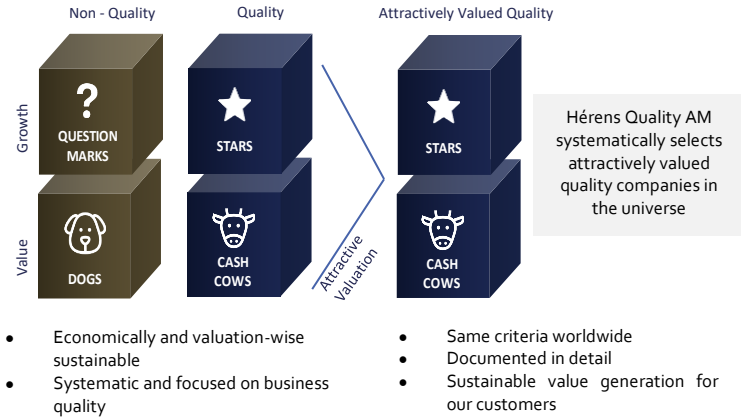 Non - Quality
Quality
Attractively Valued Quality
Growth
?
QUESTION
MARKS
STARS
STARS
Value
DOGS
CASH
COWS
Attractive
Valuation
CASH
COWS
Hérens Quality AM
systematically selects
attractively valued
quality companies in
the universe
• Economically and valuation-wise
sustainable
• Systematic and focused on business
quality
• Same criteria worldwide
• Documented in detail
• Sustainable value generation for
our customers